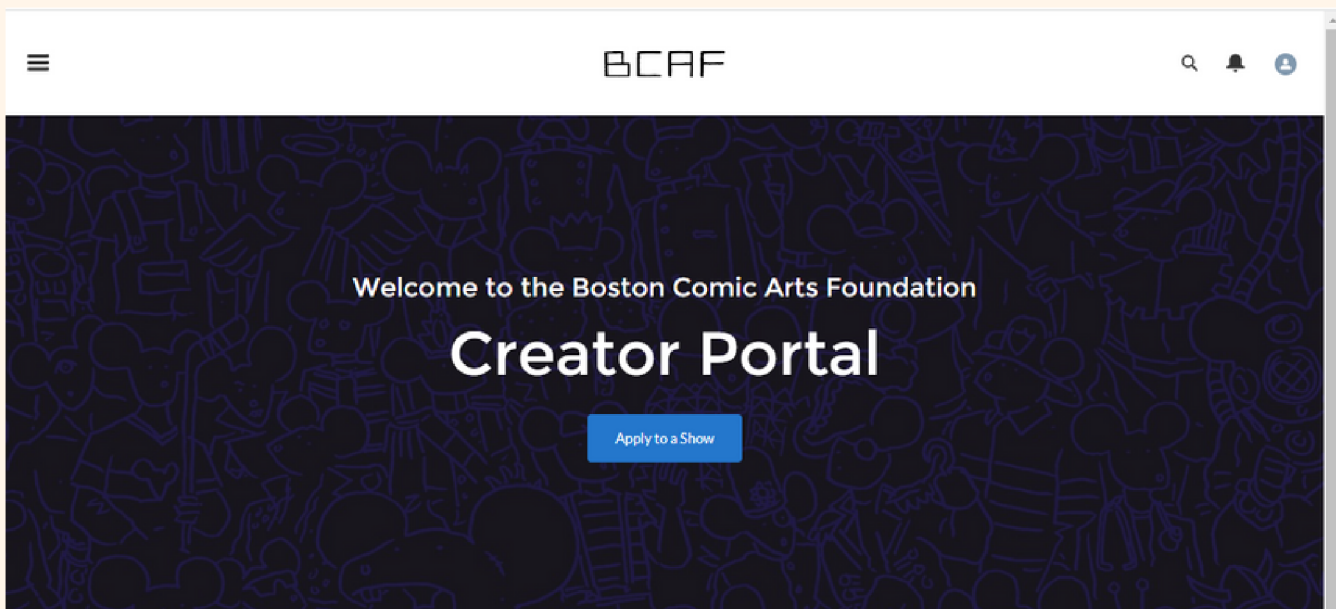 BCAF
Welcome to the Boston Comic Arts Foundation
Creator Portal
Apply to a Show